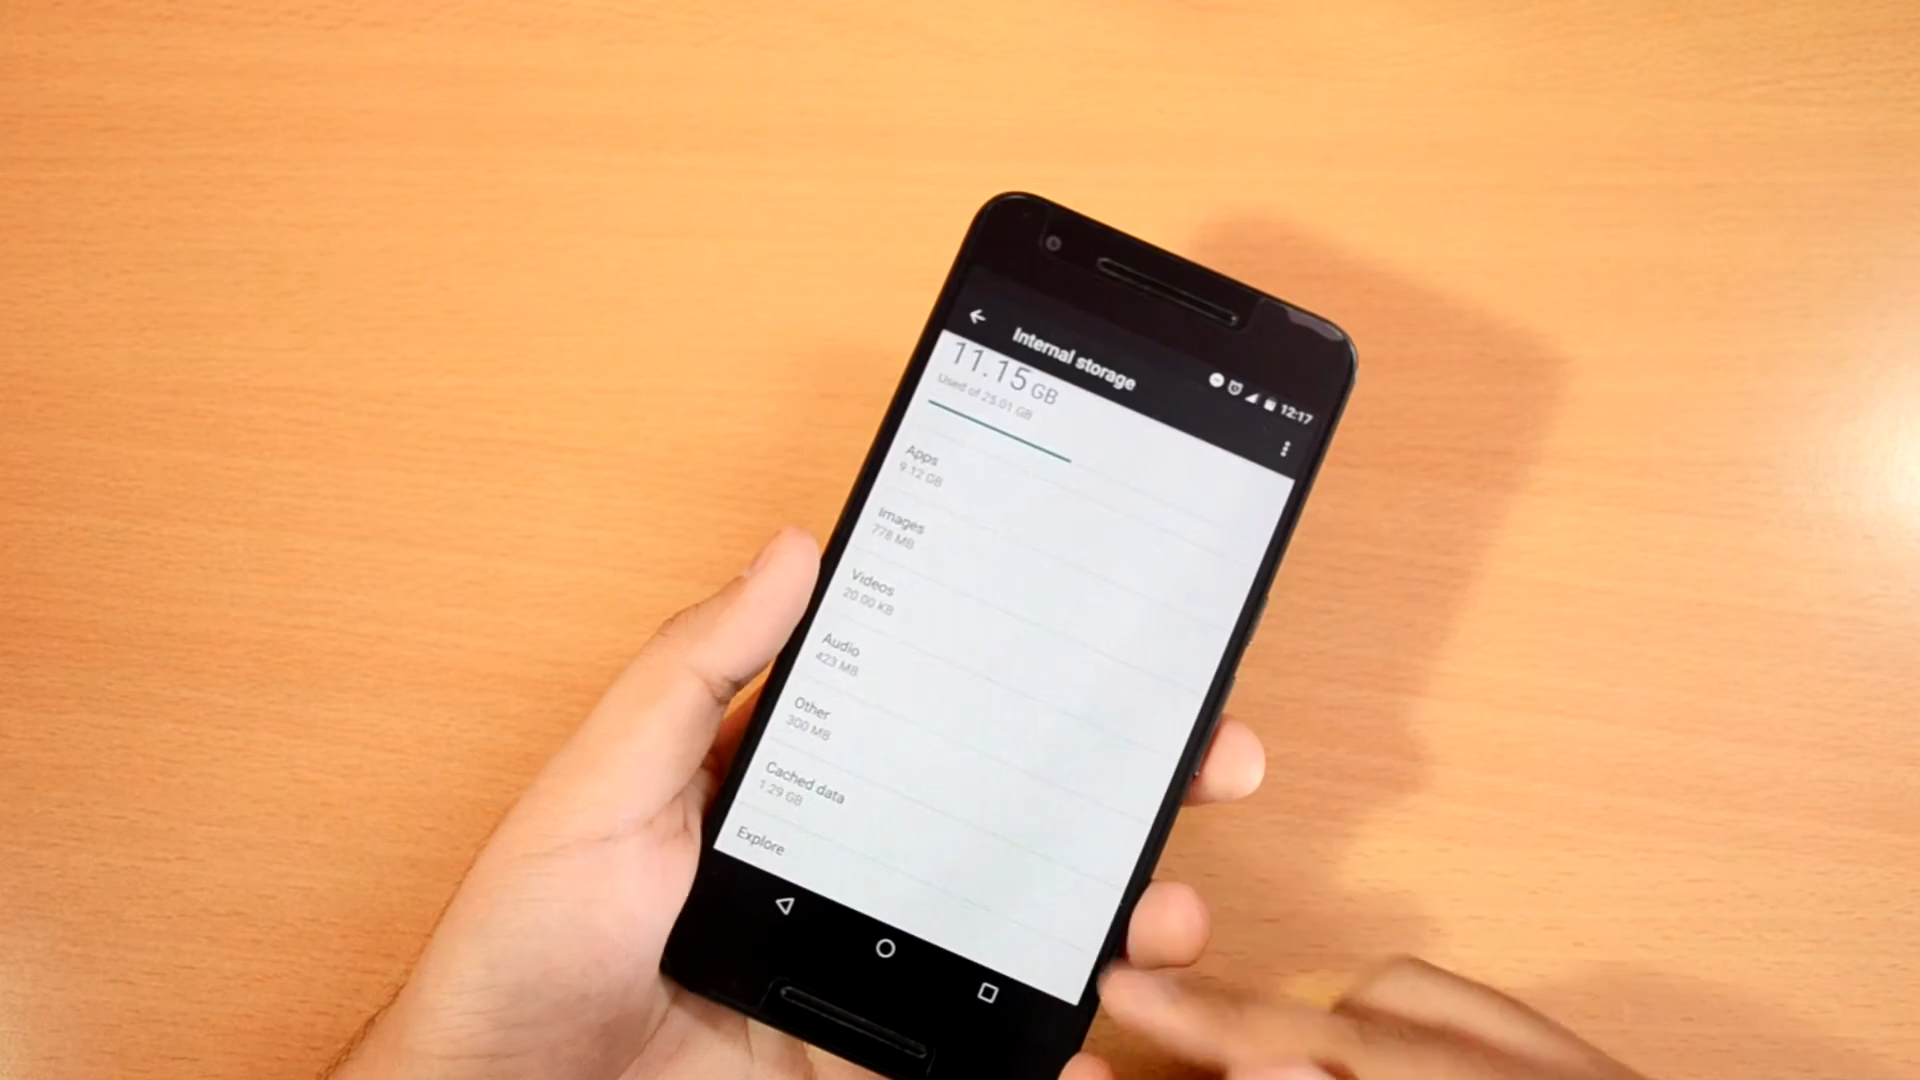 Internal storage
12:17
11.15 GB
Used of 25.01 GB
Apps
9.12 GB
Images
778 MB
Videos
20.00 KB
Audio
423 MB
Other
300 MB
Cached data
1.29 GB
Explore